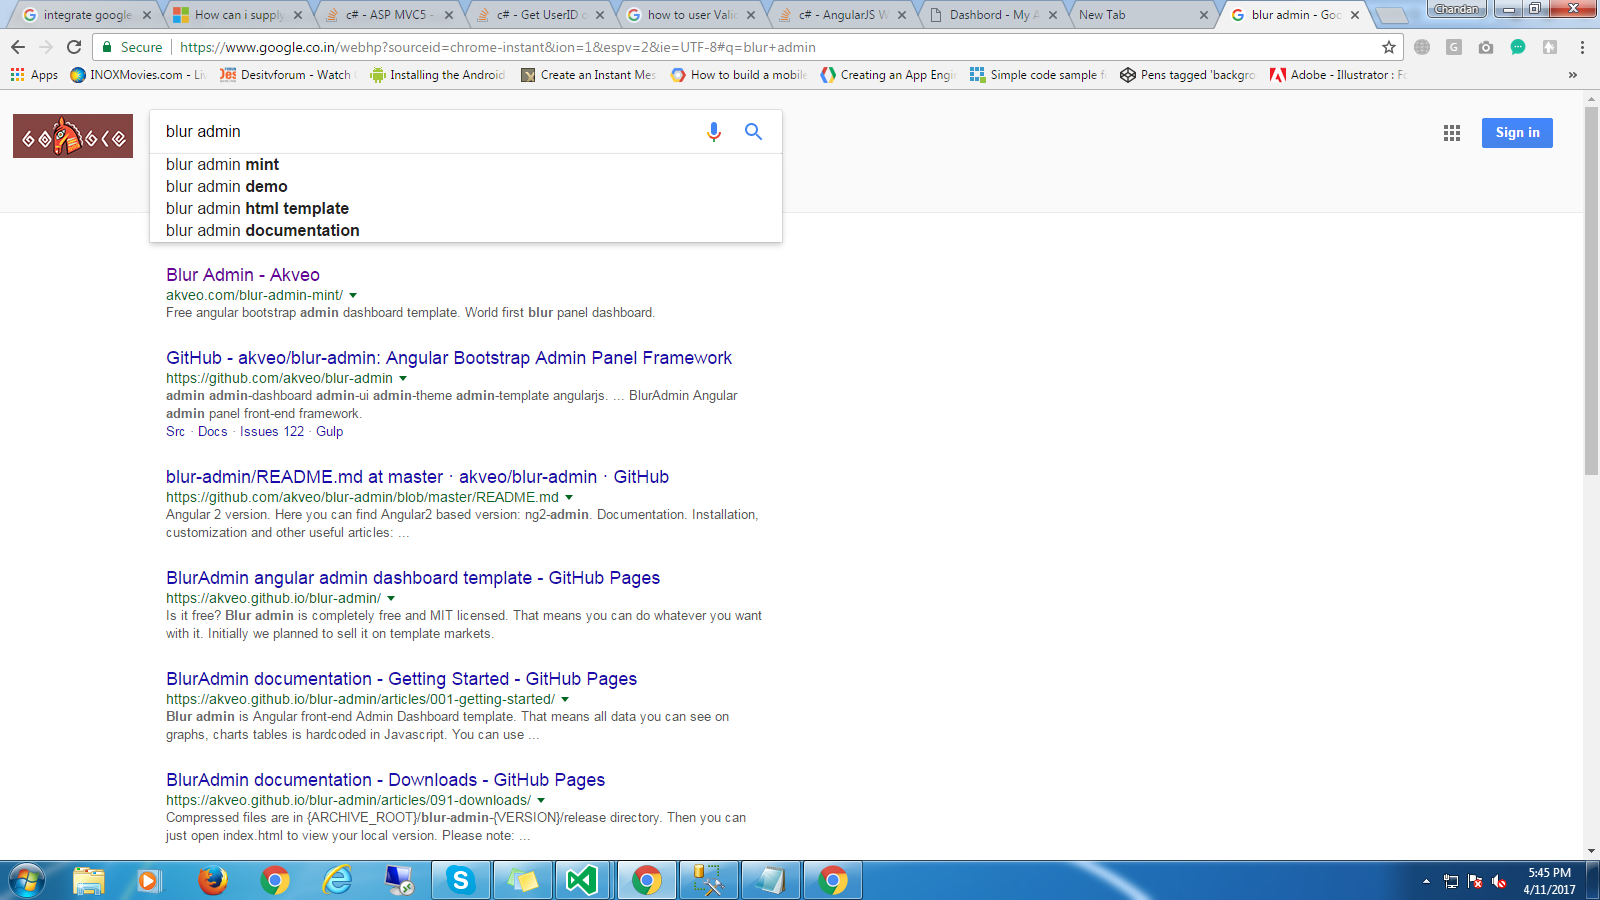 integrate google
How can i supply
c# - ASP MVC5 -
c# - Get UserID
how to user Valid
c# - AngularJS W
Dashbord - My A
New Tab
blur admin - Goo
Chandan
Secure
https://www.google.co.in/webhp?sourceid=chrome-instant&ion=1&espv=2&ie=UTF-8#q=blur+admin
Apps
INOXMovies.com - Li
Desitvforum - Watch
Installing the Android
Create an Instant Mes
How to build a mobile
Creating an App Engi
Simple code sample f
Pens tagged 'backgro
Adobe - Illustrator : Fo
»
blur admin
Sign in
blur admin mint
blur admin demo
blur admin html template
blur admin documentation
Blur Admin - Akveo
akveo.com/blur-admin-mint/
Free angular bootstrap admin dashboard template. World first blur panel dashboard.
GitHub - akveo/blur-admin: Angular Bootstrap Admin Panel Framework
https://github.com/akveo/blur-admin
admin admin-dashboard admin-ui admin-theme admin-template angularjs. ... BlurAdmin Angular
admin panel front-end framework.
Src · Docs · Issues 122 · Gulp
blur-admin/README.md at master · akveo/blur-admin · GitHub
https://github.com/akveo/blur-admin/blob/master/README.md
Angular 2 version. Here you can find Angular2 based version: ng2-admin. Documentation. Installation,
customization and other useful articles: ...
BlurAdmin angular admin dashboard template - GitHub Pages
https://akveo.github.io/blur-admin/
Is it free? Blur admin is completely free and MIT licensed. That means you can do whatever you want
with it. Initially we planned to sell it on template markets.
BlurAdmin documentation - Getting Started - GitHub Pages
https://akveo.github.io/blur-admin/articles/001-getting-started/
Blur admin is Angular front-end Admin Dashboard template. That means all data you can see on
graphs, charts tables is hardcoded in Javascript. You can use ...
BlurAdmin documentation - Downloads - GitHub Pages
https://akveo.github.io/blur-admin/articles/091-downloads/
Compressed files are in {ARCHIVE_ROOT}/blur-admin-{VERSION}/release directory. Then you can
just open index.html to view your local version. Please note: ...
5:45 PM
4/11/2017